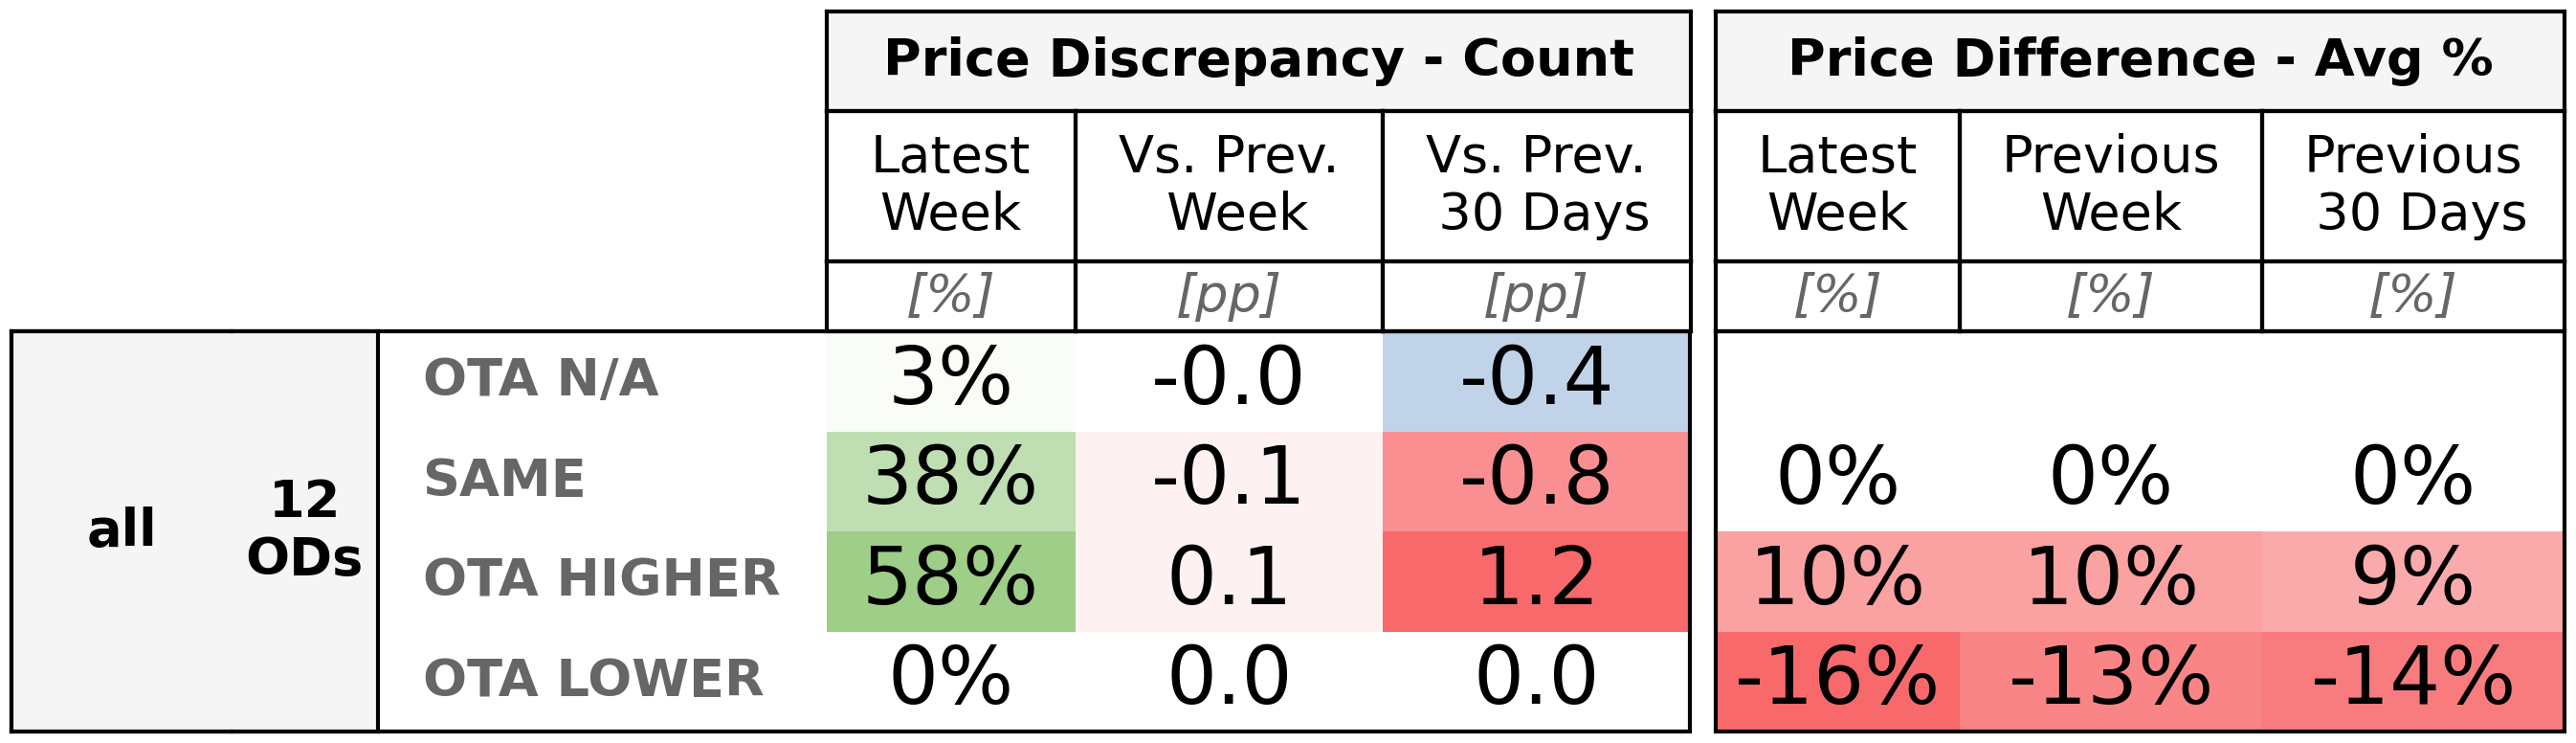 Price Discrepancy - Count Price Difference - Avg %
Latest Week Vs. Prev. Week Vs. Prev. 30 Days Latest Week Previous Week Previous 30 Days
[%] [pp] [pp] [%] [%] [%]
all 12 ODs
OTA N/A 3% -0.0 -0.4
SAME 38% -0.1 -0.8 0% 0% 0%
OTA HIGHER 58% 0.1 1.2 10% 10% 9%
OTA LOWER 0% 0.0 0.0 -16% -13% -14%